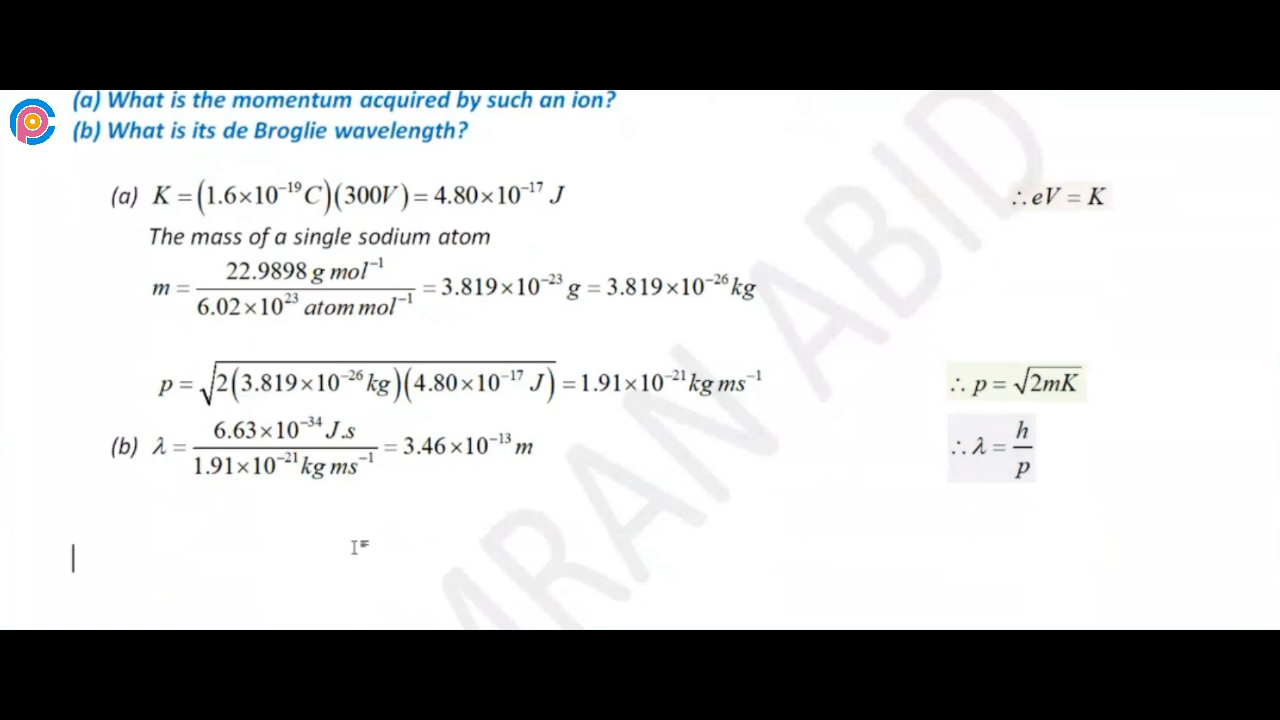 (a) What is the momentum acquired by such an ion?
(b) What is its de Broglie wavelength?
(a) K = (1.6×10⁻¹⁹ C)(300V) = 4.80×10⁻¹⁷ J ∴ eV = K
The mass of a single sodium atom
m = 22.9898 g mol⁻¹ / 6.02×10²³ atom mol⁻¹ = 3.819×10⁻²³ g = 3.819×10⁻²⁶ kg
p = √2(3.819×10⁻²⁶ kg)(4.80×10⁻¹⁷ J) = 1.91×10⁻²¹ kg ms⁻¹ ∴ p = √2mK
(b) λ = 6.63×10⁻³⁴ J.s / 1.91×10⁻²¹ kg ms⁻¹ = 3.46×10⁻¹³ m ∴ λ = h / p
MRAN ABID